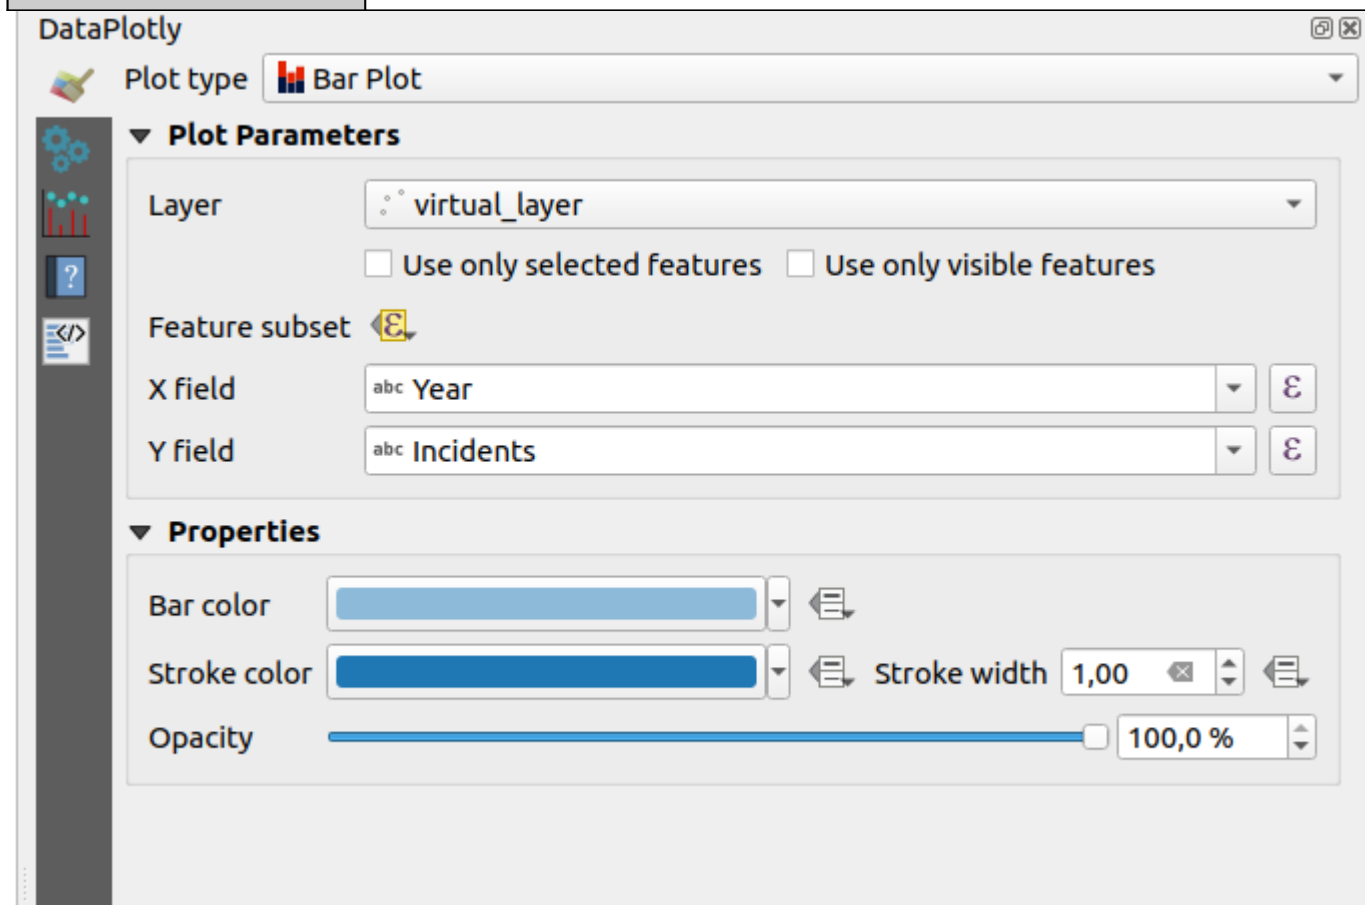 DataPlotly
Plot type Bar Plot
Plot Parameters
Layer virtual_layer
Use only selected features Use only visible features
Feature subset ε
X field abc Year ε
Y field abc Incidents ε
Properties
Bar color
Stroke color Stroke width 1,00
Opacity 100,0 %
?
</>